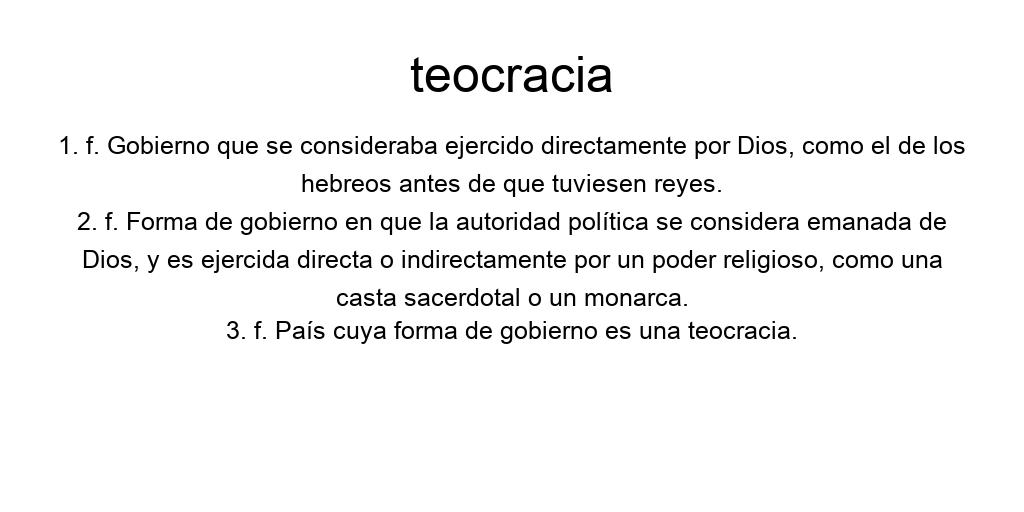 teocracia
1. f. Gobierno que se consideraba ejercido directamente por Dios, como el de los
hebreos antes de que tuviesen reyes.
2. f. Forma de gobierno en que la autoridad política se considera emanada de
Dios, y es ejercida directa o indirectamente por un poder religioso, como una
casta sacerdotal o un monarca.
3. f. País cuya forma de gobierno es una teocracia.